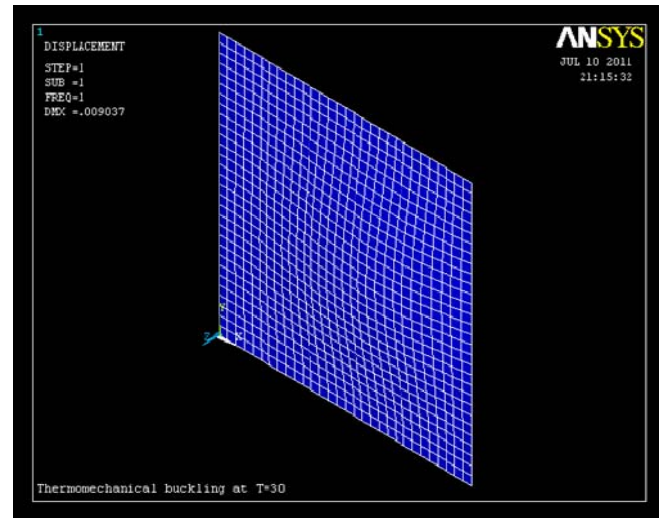 1
DISPLACEMENT
STEP=1
SUB =1
FREQ=1
DMX =.009037
ANSYS
JUL 10 2011
21:15:32
Y
Z X
Thermomechanical buckling at T=30